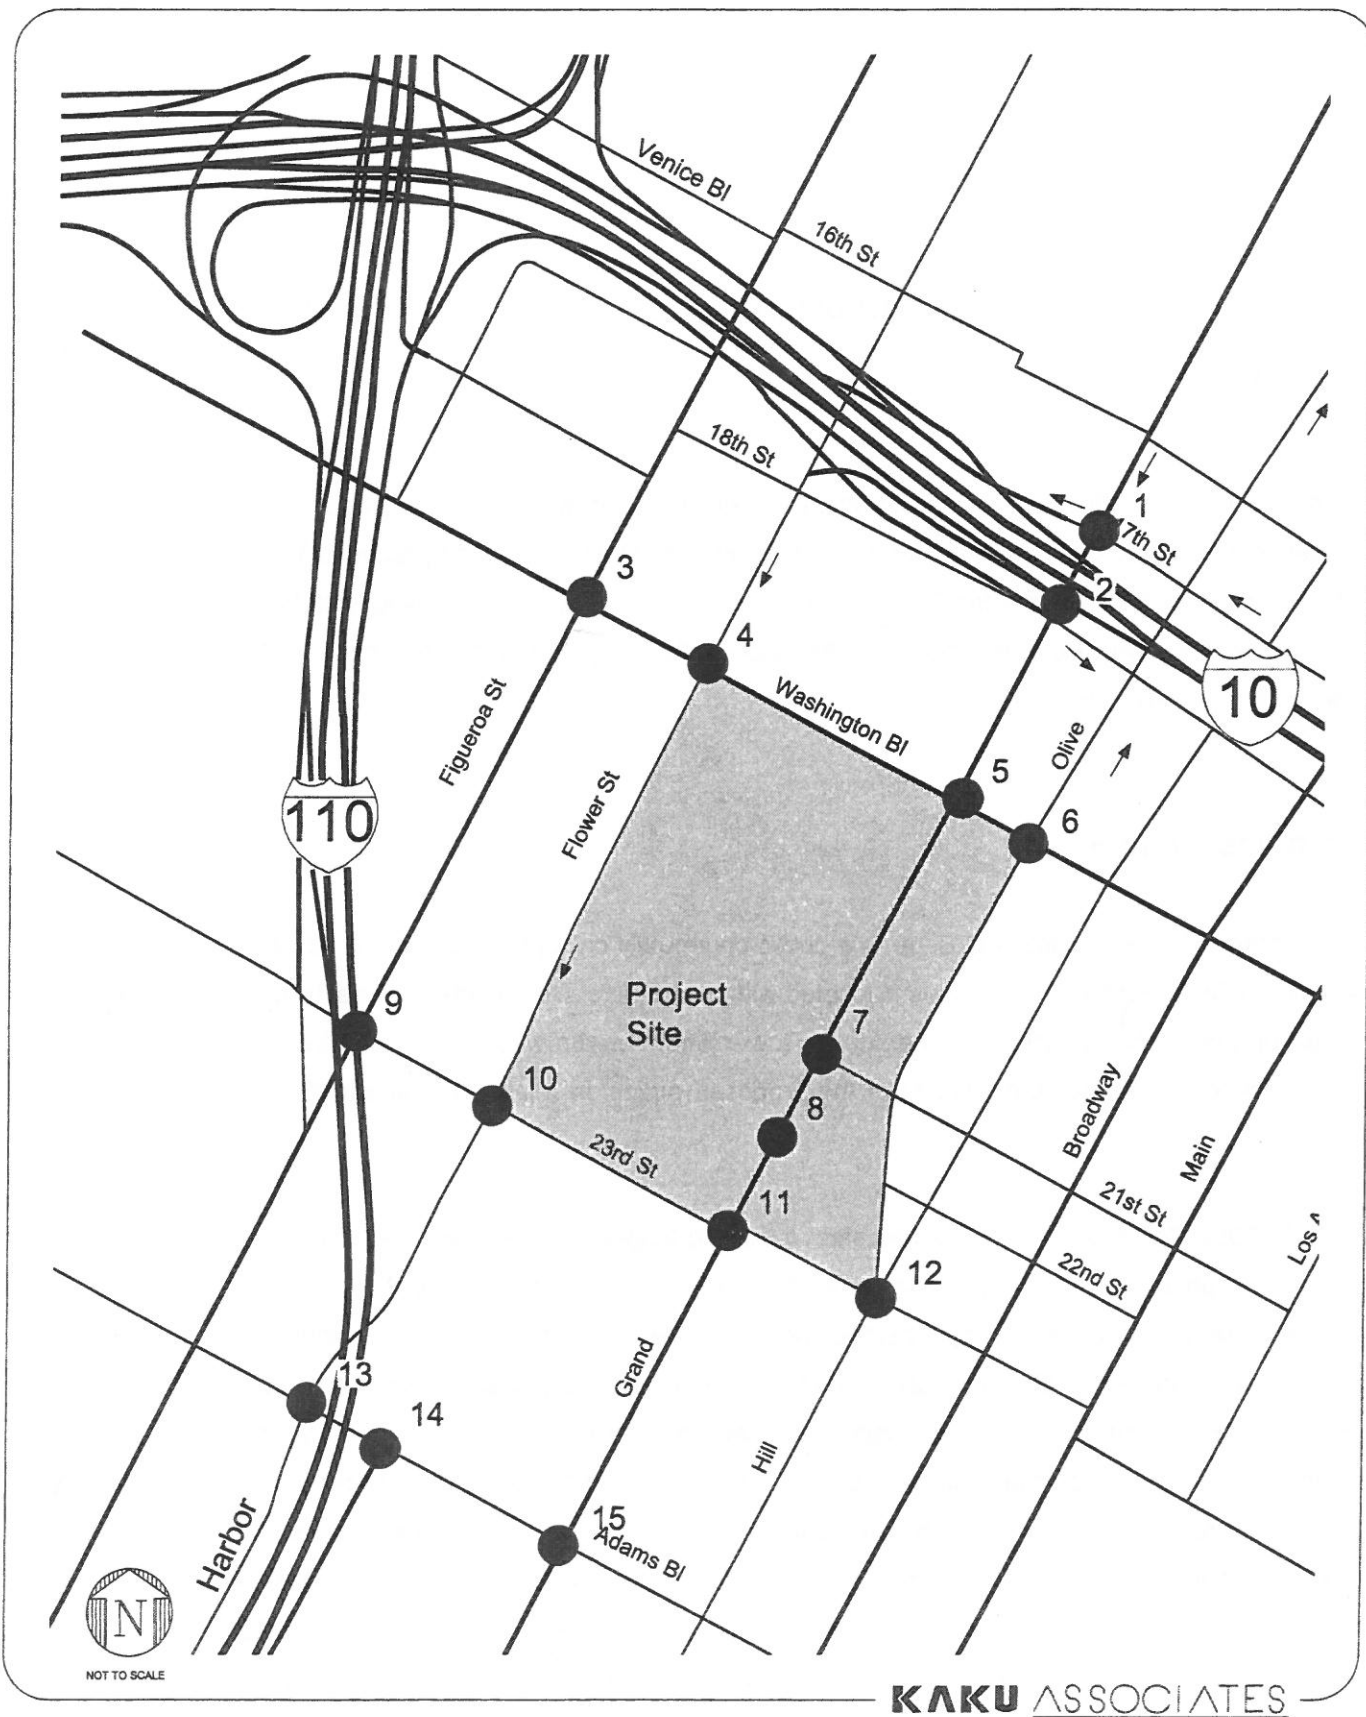 Venice Bl
16th St
18th St
1
17th St
2
3
4
10
Washington Bl
Olive
5
6
Figueroa St
Flower St
110
Project
Site
7
9
8
10
23rd St
11
Broadway
Main
21st St
Los A
22nd St
12
13
14
Grand
Hill
15
Adams Bl
Harbor
N
NOT TO SCALE
KAKU ASSOCIATES